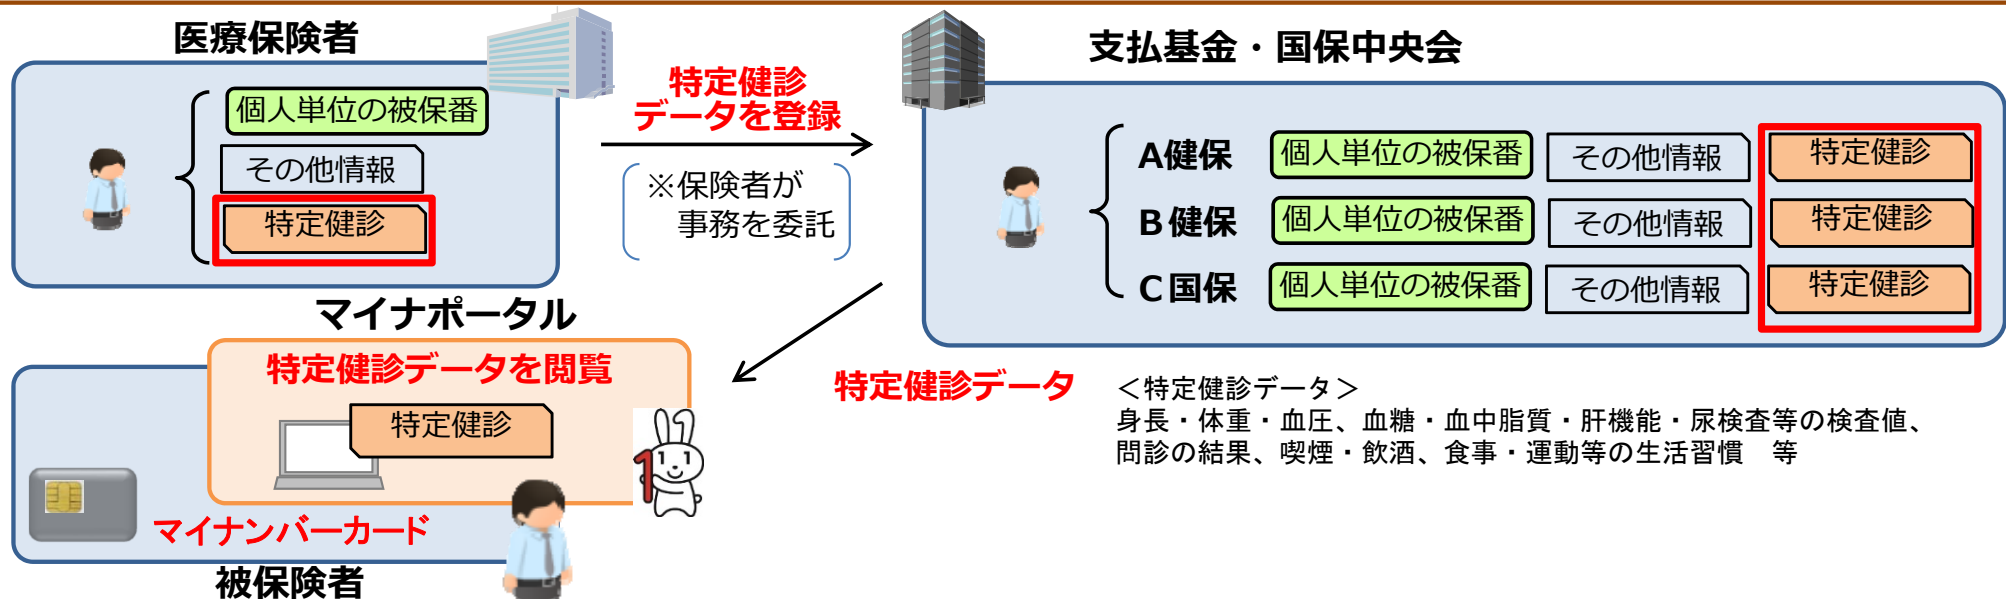 医療保険者
個人単位の被保番
その他情報
特定健診
特定健診
データを登録
※保険者が
事務を委託
支払基金・国保中央会
A健保 個人単位の被保番 その他情報 特定健診
B健保 個人単位の被保番 その他情報 特定健診
C国保 個人単位の被保番 その他情報 特定健診
マイナポータル
特定健診データを閲覧
特定健診
1
マイナンバーカード
被保険者
特定健診データ
＜特定健診データ＞
身長・体重・血圧、血糖・血中脂質・肝機能・尿検査等の検査値、
問診の結果、喫煙・飲酒、食事・運動等の生活習慣　等